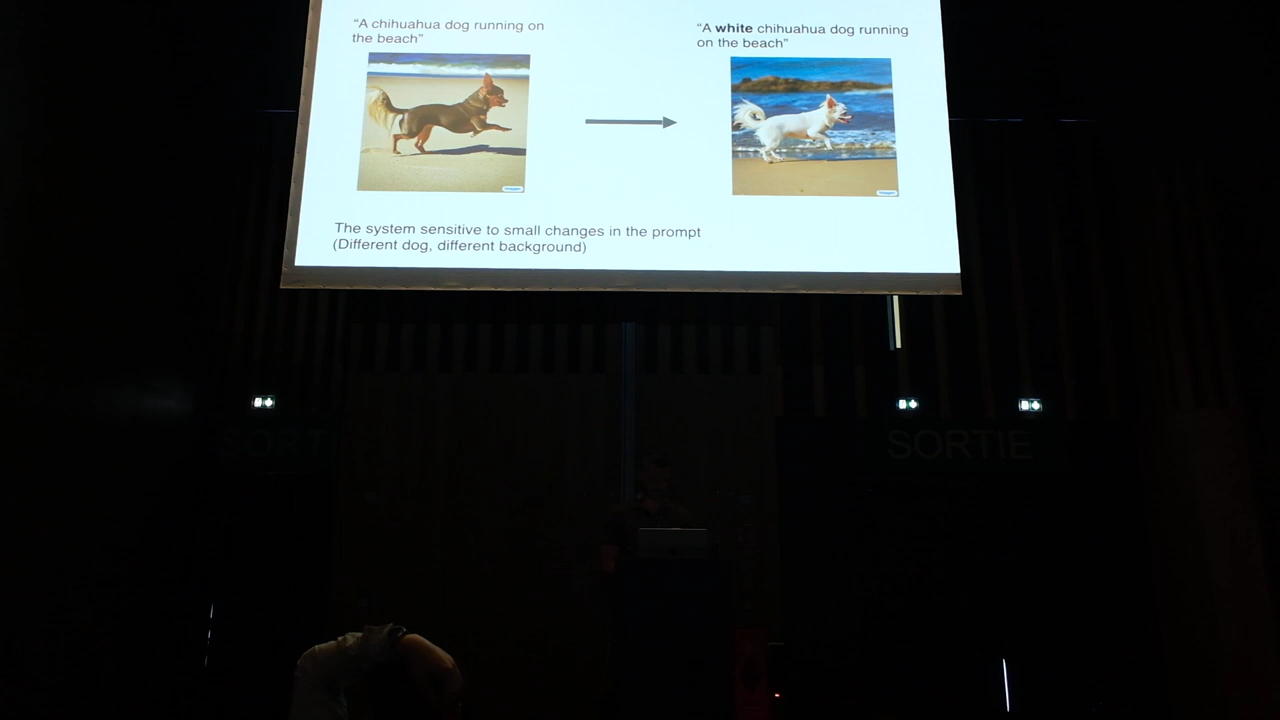 “A chihuahua dog running on
the beach”
“A white chihuahua dog running
on the beach”
The system sensitive to small changes in the prompt
(Different dog, different background)
SORT
SORTIE